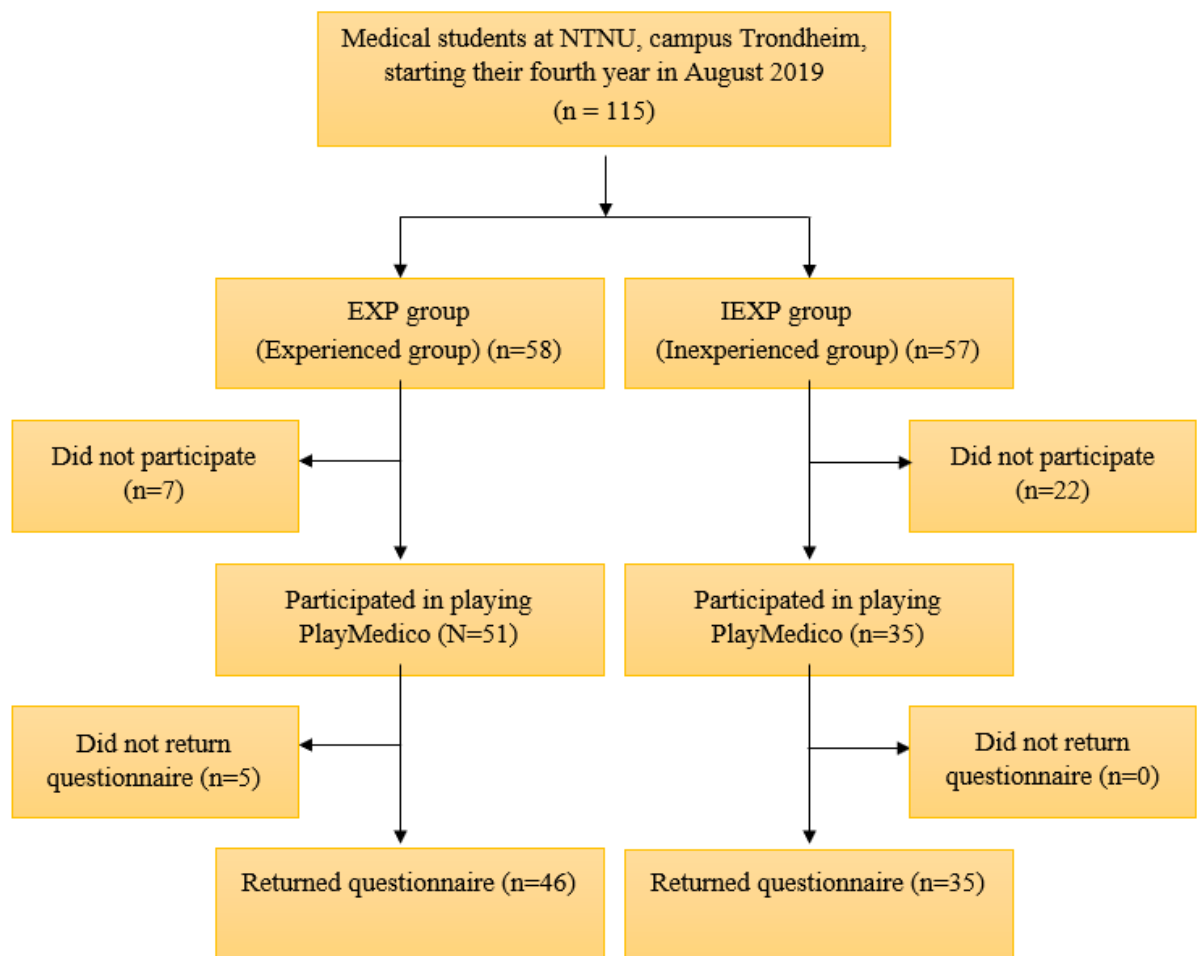 Medical students at NTNU, campus Trondheim,
starting their fourth year in August 2019
(n = 115)
EXP group
(Experienced group) (n=58)
IEXP group
(Inexperienced group) (n=57)
Did not participate
(n=7)
Did not participate
(n=22)
Participated in playing
PlayMedico (N=51)
Participated in playing
PlayMedico (n=35)
Did not return
questionnaire (n=5)
Did not return
questionnaire (n=0)
Returned questionnaire (n=46)
Returned questionnaire (n=35)